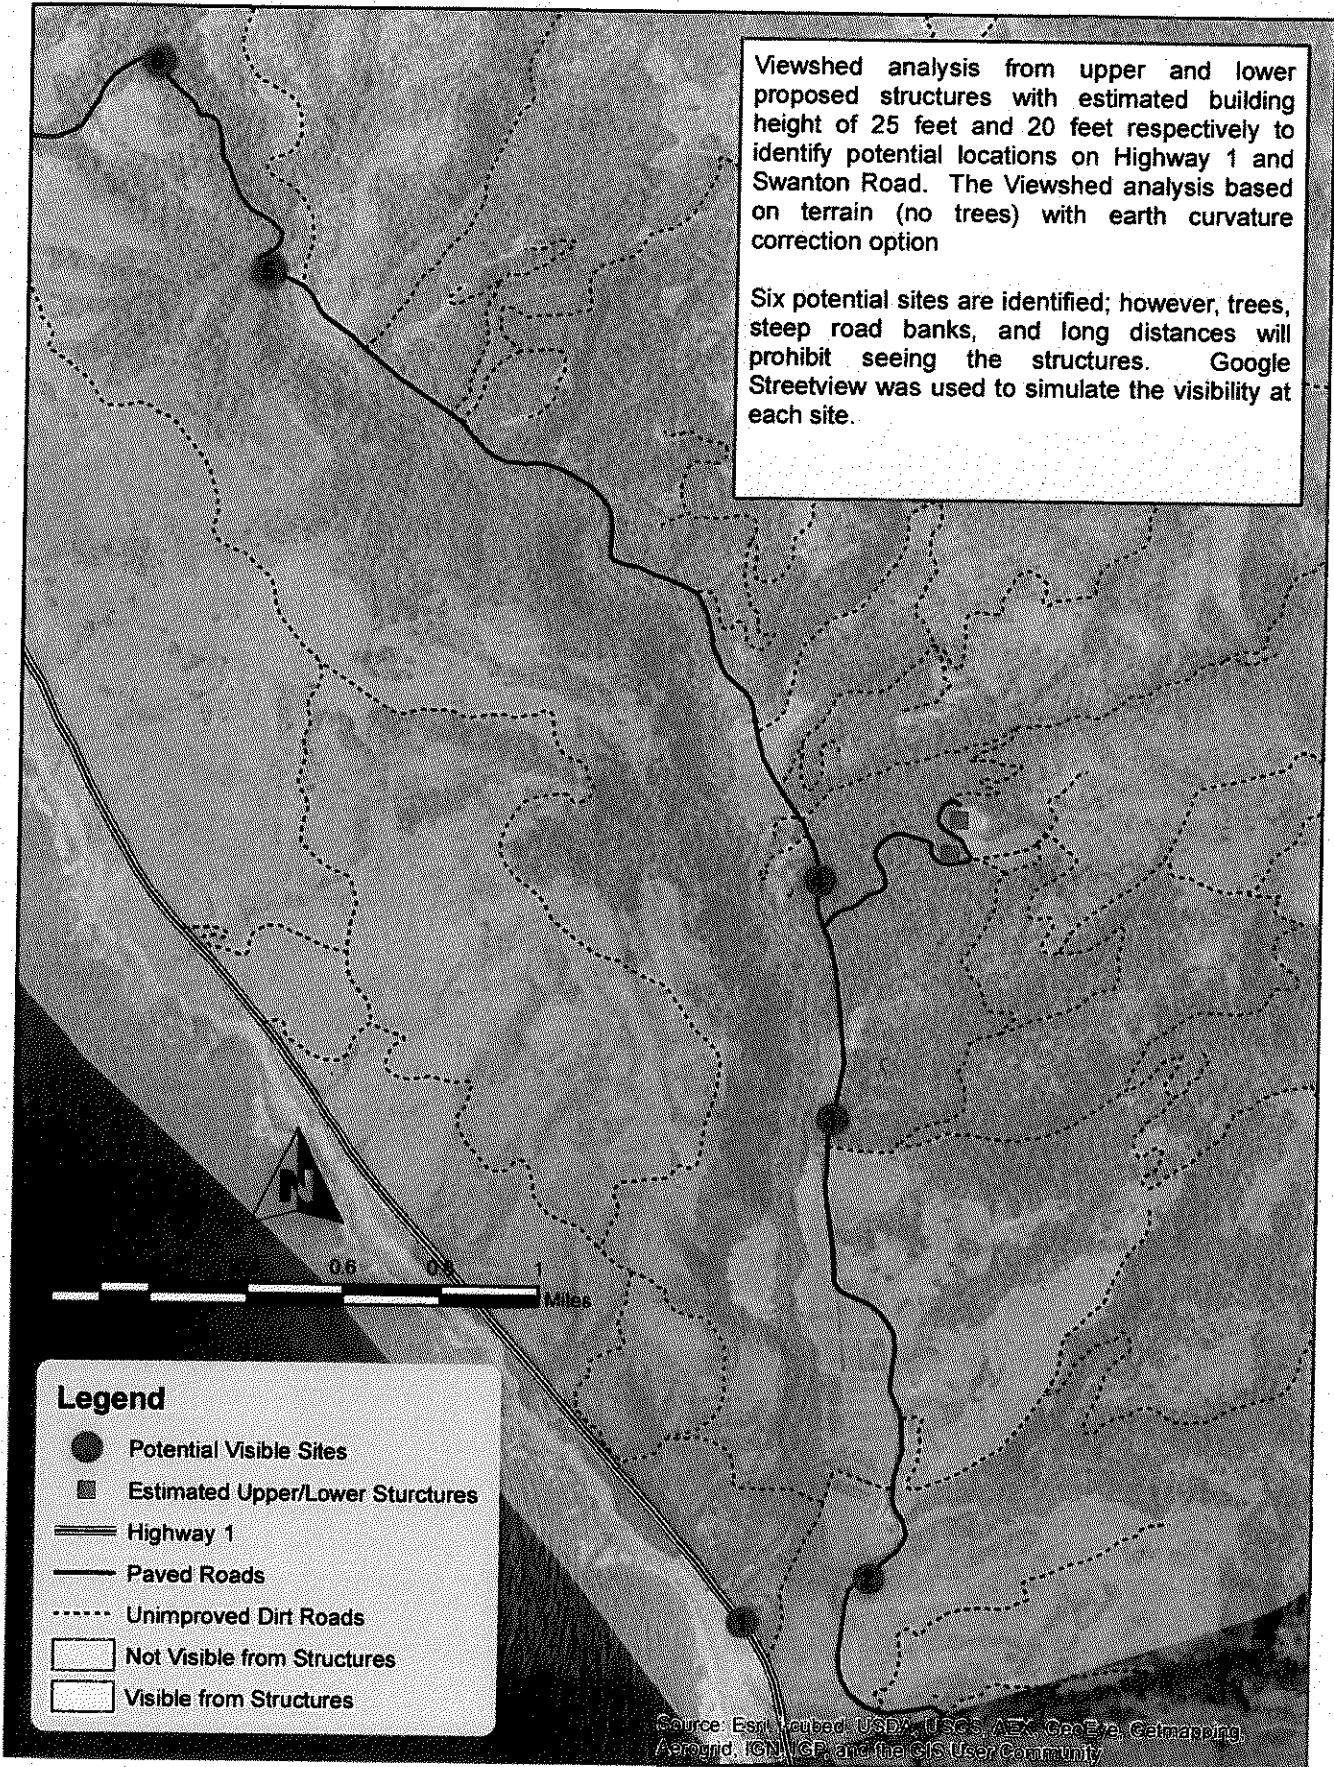 Viewshed analysis from upper and lower
proposed structures with estimated building
height of 25 feet and 20 feet respectively to
identify potential locations on Highway 1 and
Swanton Road. The Viewshed analysis based
on terrain (no trees) with earth curvature
correction option
Six potential sites are identified; however, trees,
steep road banks, and long distances will
prohibit seeing the structures. Google
Streetview was used to simulate the visibility at
each site.
N
0.6 0.8 1
Miles
Legend
Potential Visible Sites
Estimated Upper/Lower Sturctures
Highway 1
Paved Roads
Unimproved Dirt Roads
Not Visible from Structures
Visible from Structures
Source: Esri, i-cubed, USDA, USGS, AEX, GeoEye, Getmapping,
Aerogrid, IGN, IGP, and the GIS User Community